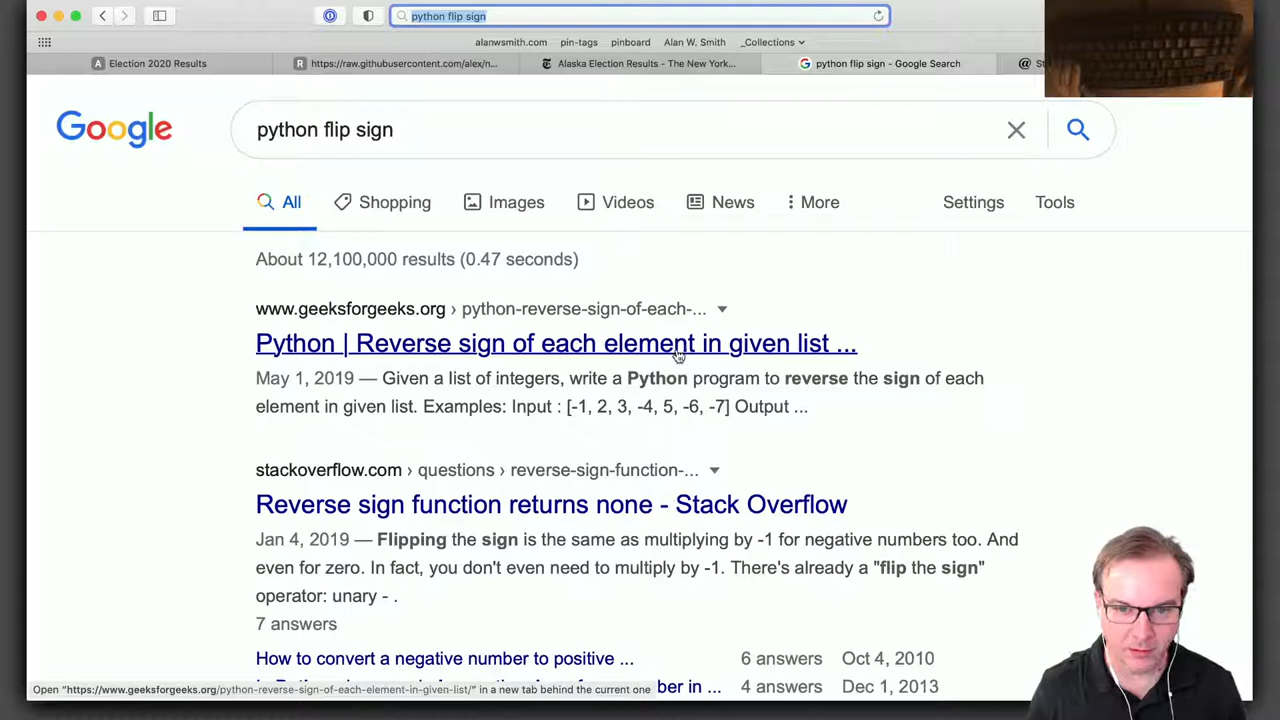 python flip sign
alanwsmith.com pin-tags pinboard Alan W. Smith _Collections
A Election 2020 Results
R https://raw.githubusercontent.com/alex/n...
Alaska Election Results - The New York...
python flip sign - Google Search
@ St
Google
python flip sign
All Shopping Images Videos News More Settings Tools
About 12,100,000 results (0.47 seconds)
www.geeksforgeeks.org › python-reverse-sign-of-each-...
Python | Reverse sign of each element in given list ...
May 1, 2019 — Given a list of integers, write a Python program to reverse the sign of each
element in given list. Examples: Input : [-1, 2, 3, -4, 5, -6, -7] Output ...
stackoverflow.com › questions › reverse-sign-function-...
Reverse sign function returns none - Stack Overflow
Jan 4, 2019 — Flipping the sign is the same as multiplying by -1 for negative numbers too. And
even for zero. In fact, you don't even need to multiply by -1. There's already a "flip the sign"
operator: unary - .
7 answers
How to convert a negative number to positive ... 6 answers Oct 4, 2010
ber in ... 4 answers Dec 1, 2013
Open "https://www.geeksforgeeks.org/python-reverse-sign-of-each-element-in-given-list/" in a new tab behind the current one